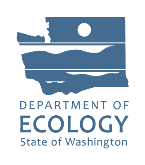 DEPARTMENT OF
ECOLOGY
State of Washington